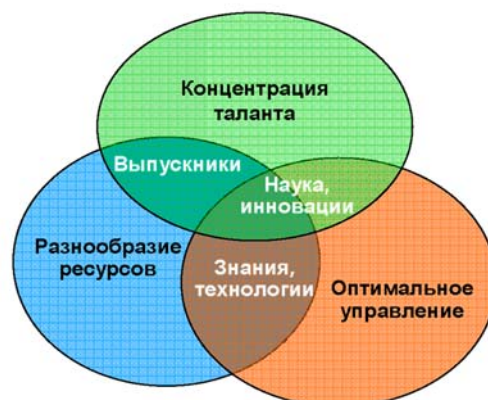 Концентрация
таланта
Выпускники
Наука,
инновации
Разнообразие
ресурсов
Знания,
технологии
Оптимальное
управление